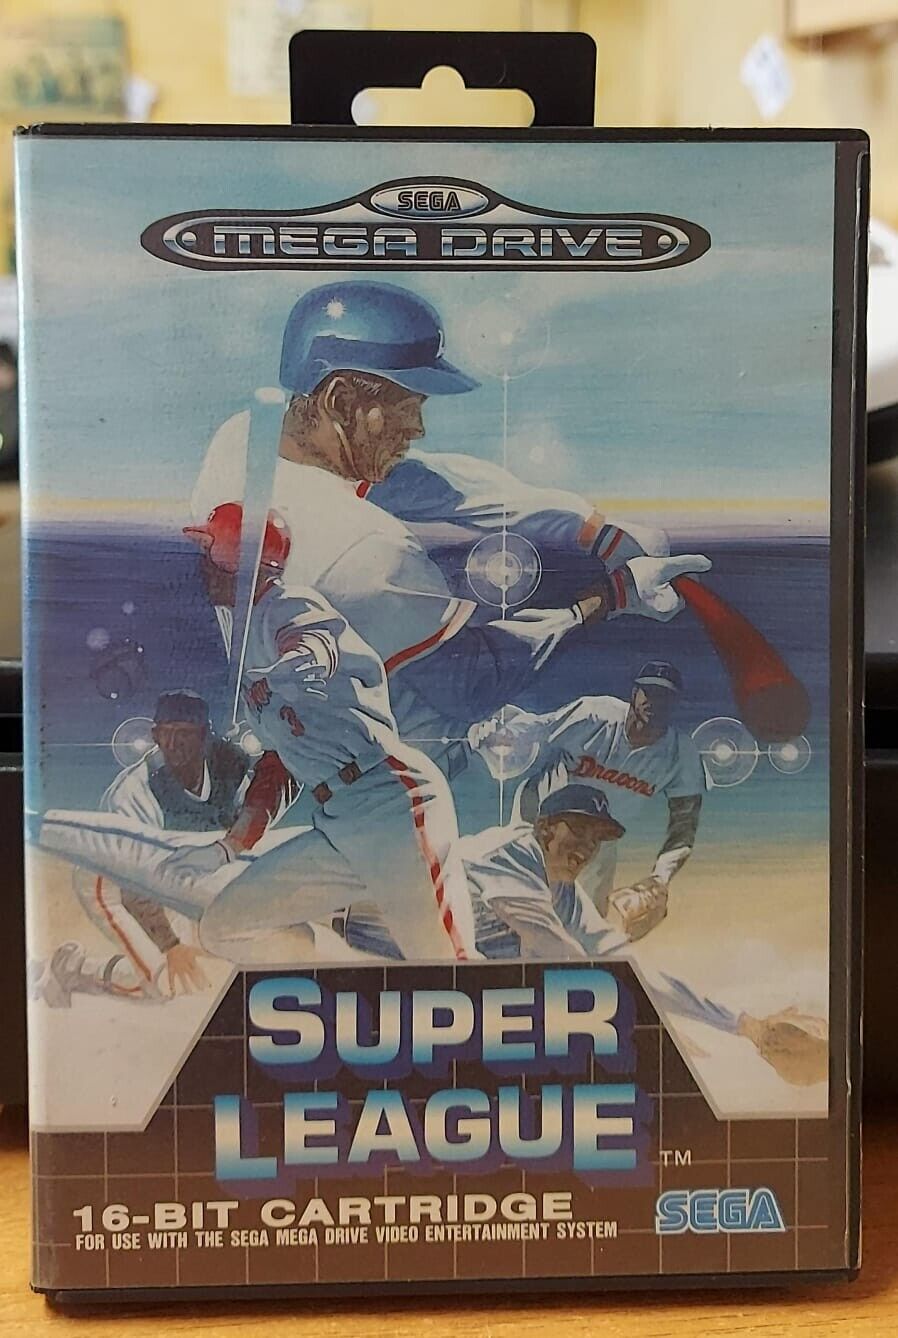 SEGA
MEGA DRIVE
3
Dragons
SUPER
LEAGUE
TM
16-BIT CARTRIDGE
FOR USE WITH THE SEGA MEGA DRIVE VIDEO ENTERTAINMENT SYSTEM
SEGA